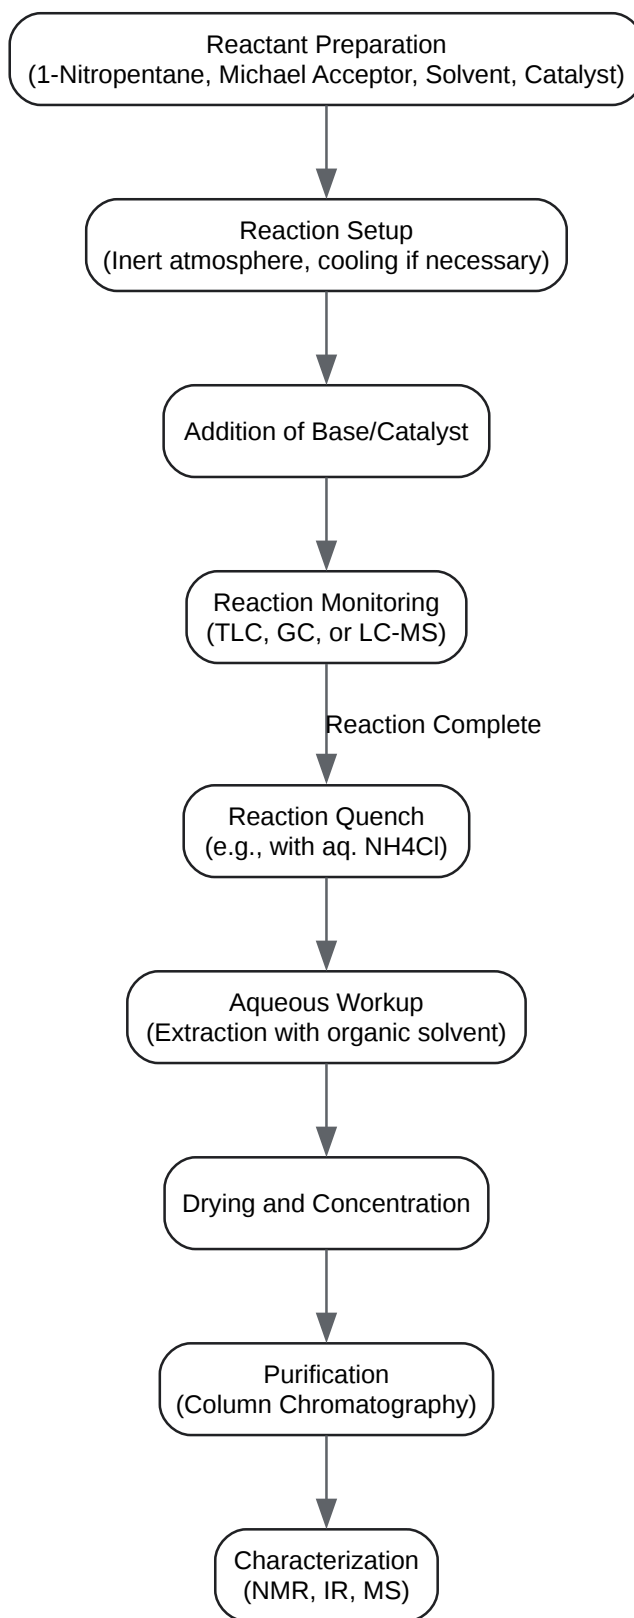 Reactant Preparation
(1-Nitropentane, Michael Acceptor, Solvent, Catalyst)
Reaction Setup
(Inert atmosphere, cooling if necessary)
Addition of Base/Catalyst
Reaction Monitoring
(TLC, GC, or LC-MS)
Reaction Complete
Reaction Quench
(e.g., with aq. NH4Cl)
Aqueous Workup
(Extraction with organic solvent)
Drying and Concentration
Purification
(Column Chromatography)
Characterization
(NMR, IR, MS)